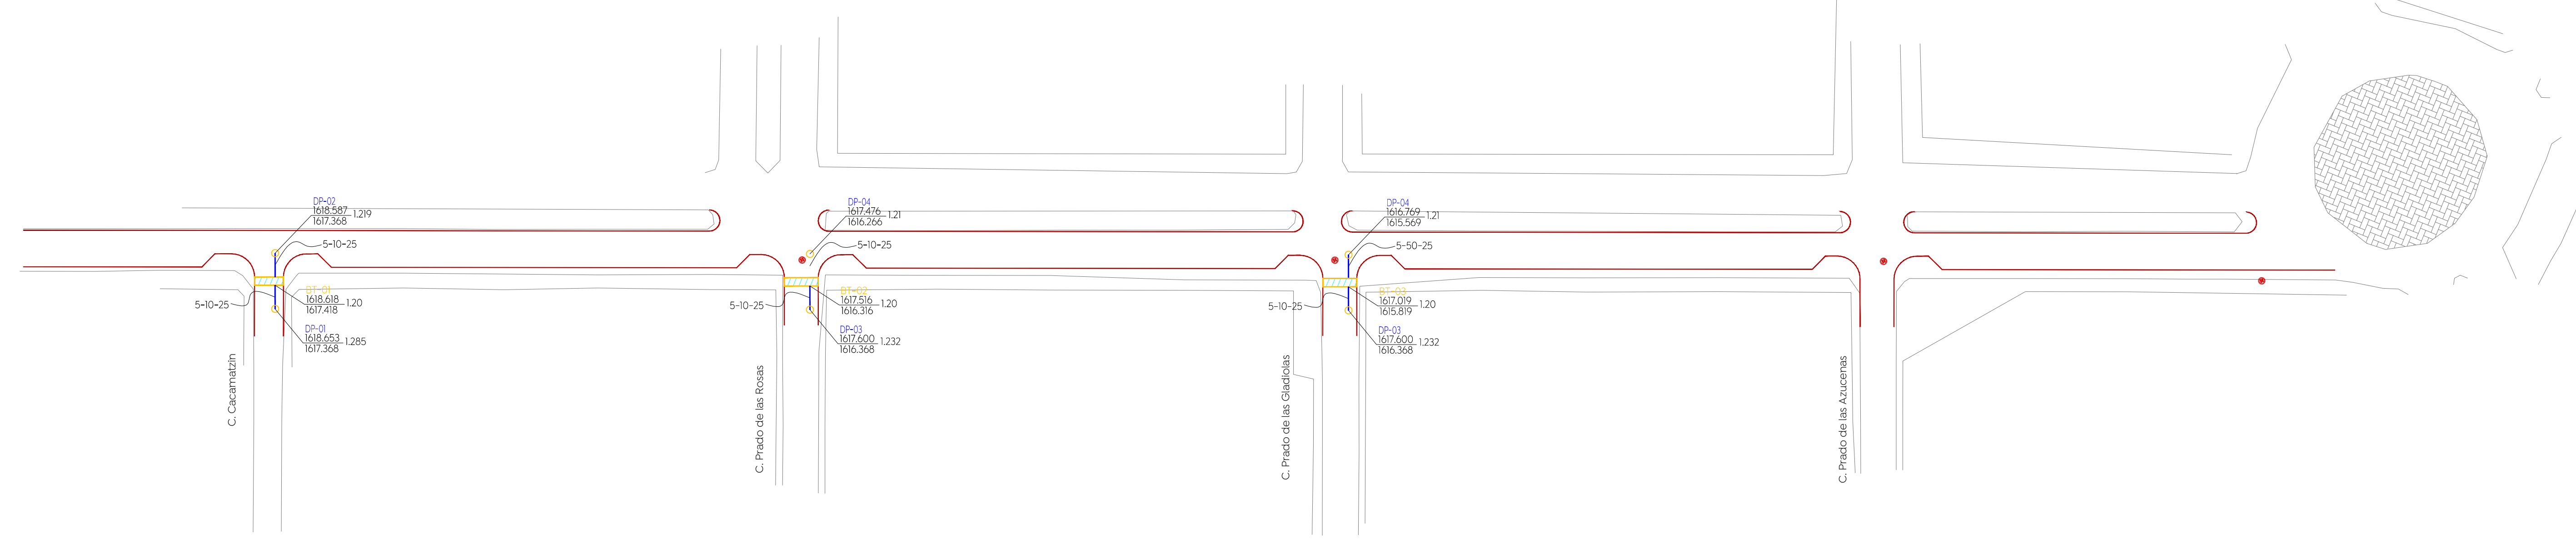 DP-02
1618.587
1.219
1617.368
5-10-25
5-10-25
BT-01
1618.618
1.20
1617.418
DP-01
1618.653
1.285
1617.368
C. Cacamatzin
DP-04
1617.476
1.21
1616.266
5-10-25
5-10-25
BT-02
1617.516
1.20
1616.316
DP-03
1617.600
1.232
1616.368
C. Prado de las Rosas
DP-04
1616.769
1.21
1615.569
5-50-25
5-10-25
BT-03
1617.019
1.20
1615.819
DP-03
1617.600
1.232
1616.368
C. Prado de las Gladiolas
C. Prado de las Azucenas